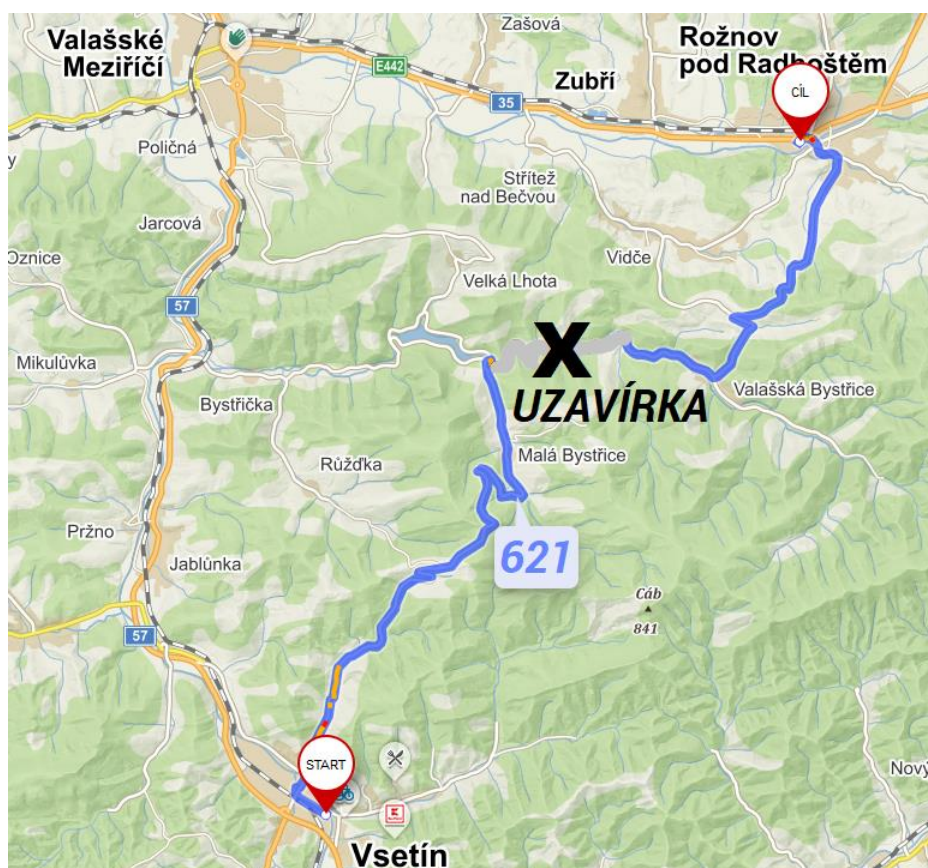 Valašské
Meziříčí
Zašová
Rožnov
pod Radhoštěm
E442
CÍL
Zubří
35
Poličná
Střítež
nad Bečvou
Jarcová
Vidče
Oznice
Velká Lhota
57
Mikulůvka
X
UZAVÍRKA
Valašská Bystřice
Bystřička
Malá Bystřice
Růžďka
Pržno
621
Jablůnka
Cáb
841
57
START
Nový
Vsetín